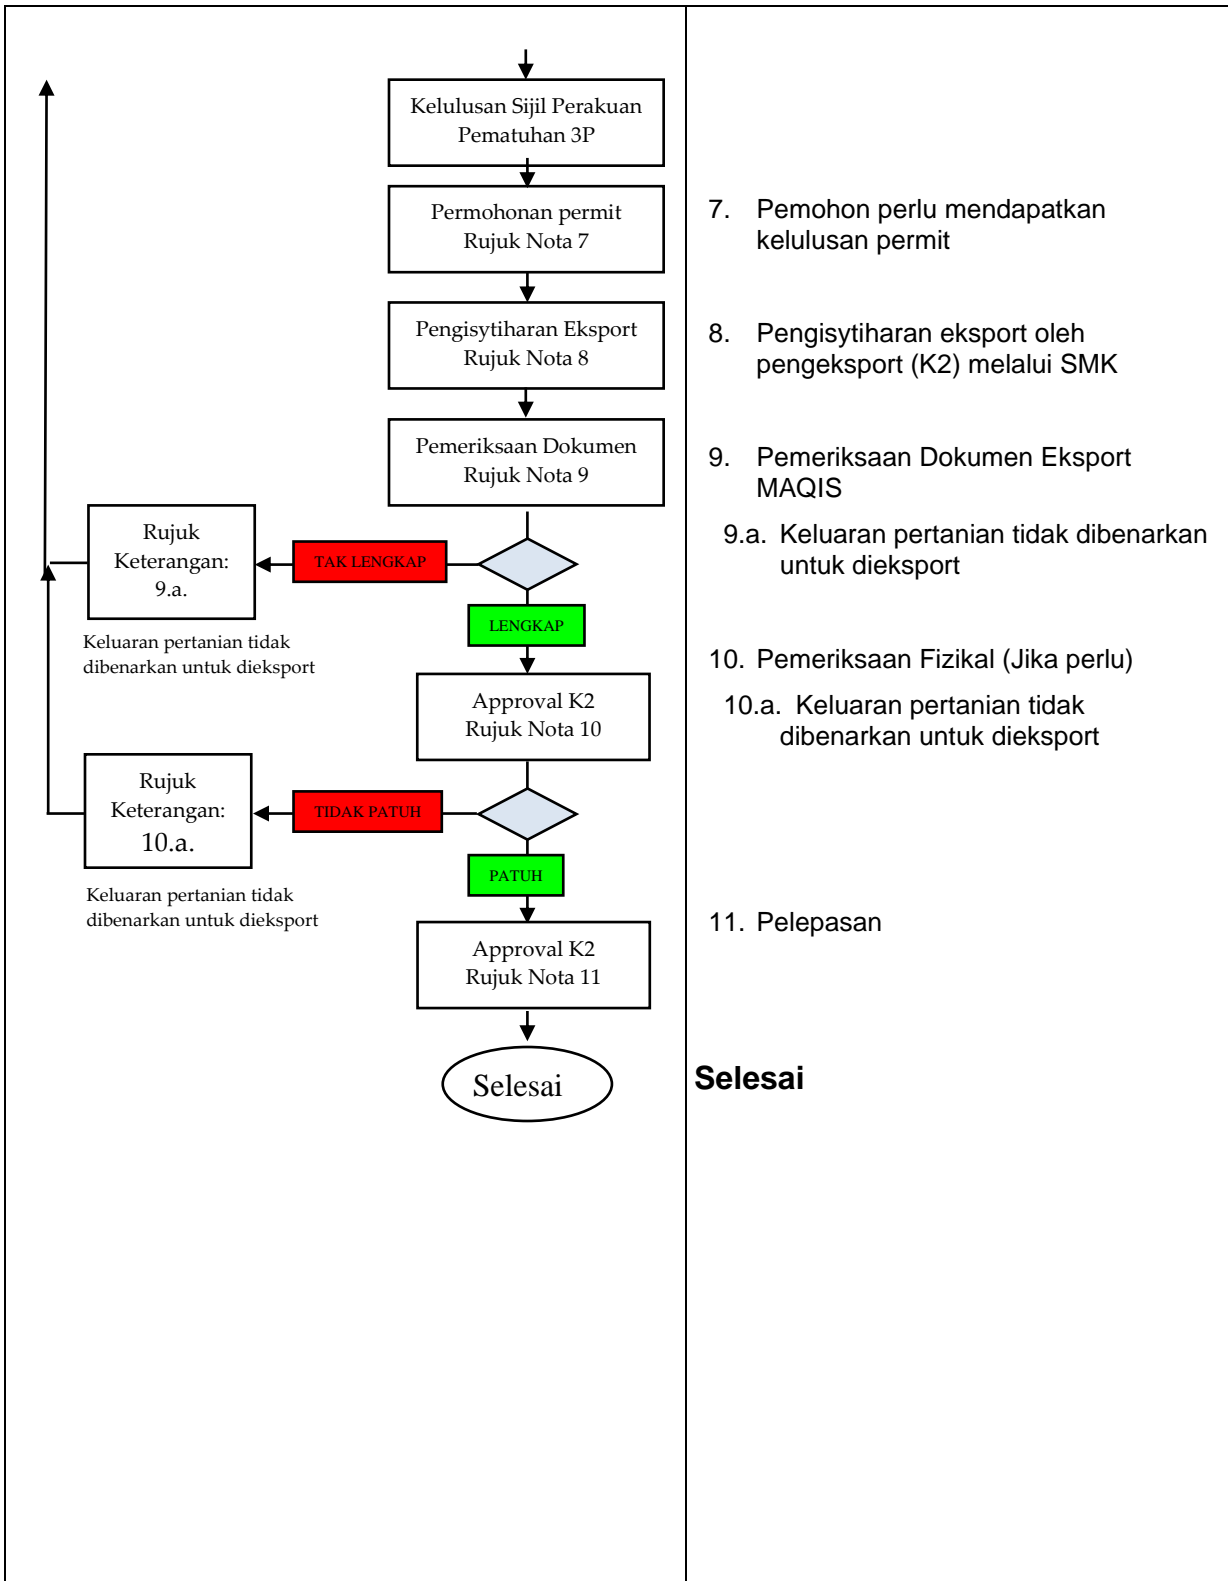 Kelulusan Sijil Perakuan
Pematuhan 3P
Permohonan permit
Rujuk Nota 7
Pengisytiharan Eksport
Rujuk Nota 8
Pemeriksaan Dokumen
Rujuk Nota 9
Rujuk
Keterangan:
9.a.
TAK LENGKAP
LENGKAP
Keluaran pertanian tidak
dibenarkan untuk dieksport
Approval K2
Rujuk Nota 10
Rujuk
Keterangan:
10.a.
TIDAK PATUH
PATUH
Keluaran pertanian tidak
dibenarkan untuk dieksport
Approval K2
Rujuk Nota 11
Selesai
7. Pemohon perlu mendapatkan
kelulusan permit
8. Pengisytiharan eksport oleh
pengeksport (K2) melalui SMK
9. Pemeriksaan Dokumen Eksport
MAQIS
9.a. Keluaran pertanian tidak dibenarkan
untuk dieksport
10. Pemeriksaan Fizikal (Jika perlu)
10.a. Keluaran pertanian tidak
dibenarkan untuk dieksport
11. Pelepasan
Selesai